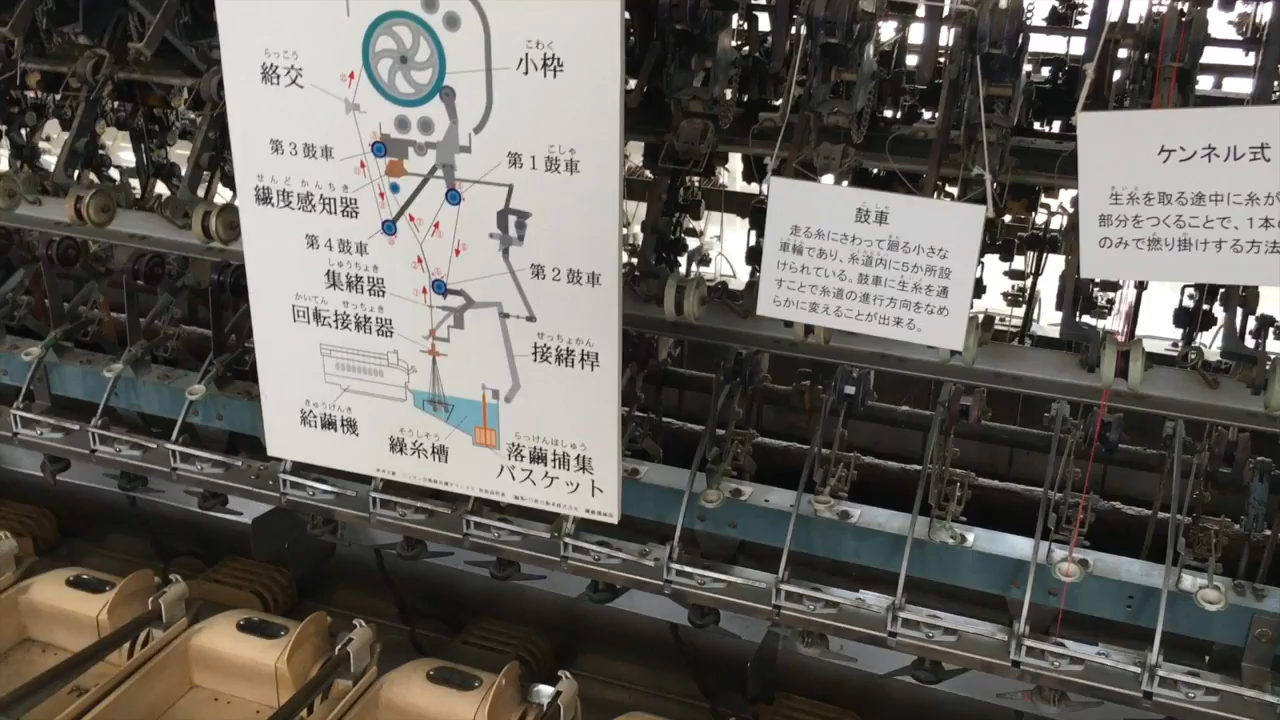 らっこう
絡交
こわく
小枠
第3鼓車
こしゃ
第1鼓車
せんどかんちき
繊度感知器
第4鼓車
しゅうちょき
集緒器
第2鼓車
かいてん せっちょき
回転接緒器
せっちょかん
接緒桿
きゅうけんき
給繭機
そうしそう
繰糸槽
らっけんほしゅう
落繭捕集
バスケット
こしゃ
鼓車
走る糸にさわって廻る小さな
車輪であり、糸道内に5か所設
けられている。鼓車に生糸を通
すことで糸道の進行方向をなめ
らかに変えることが出来る。
ケンネル式
きいと
生糸を取る途中に糸が
部分をつくることで、1本
のみで撚り掛けする方法